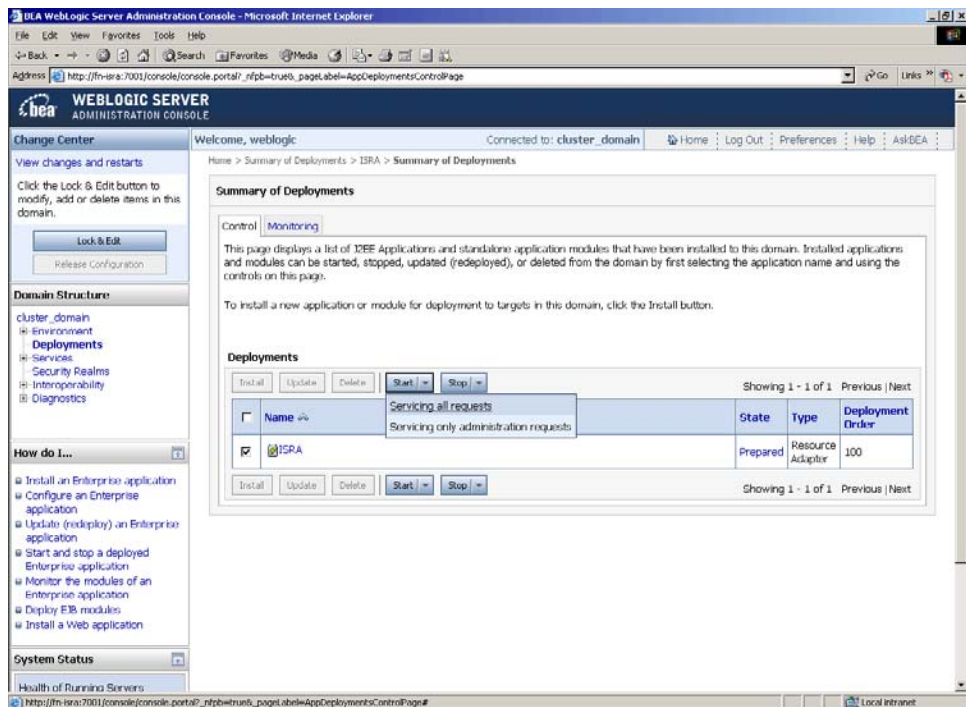 BEA WebLogic Server Administration Console - Microsoft Internet Explorer
File Edit View Favorites Tools Help
Back Search Favorites Media
Address http://fn-isra:7001/console/console.portal?_nfpb=true&_pageLabel=AppDeploymentsControlPage Go Links »
bea WEBLOGIC SERVER
ADMINISTRATION CONSOLE
Change Center
View changes and restarts
Click the Lock & Edit button to
modify, add or delete items in this
domain.
Lock & Edit
Release Configuration
Domain Structure
cluster_domain
Environment
Deployments
Services
Security Realms
Interoperability
Diagnostics
How do I...
Install an Enterprise application
Configure an Enterprise
application
Update (redeploy) an Enterprise
application
Start and stop a deployed
Enterprise application
Monitor the modules of an
Enterprise application
Deploy EJB modules
Install a Web application
System Status
Health of Running Servers
Welcome, weblogic Connected to: cluster_domain Home Log Out Preferences Help AskBEA
Home > Summary of Deployments > ISRA > Summary of Deployments
Summary of Deployments
Control Monitoring
This page displays a list of J2EE Applications and standalone application modules that have been installed to this domain. Installed applications
and modules can be started, stopped, updated (redeployed), or deleted from the domain by first selecting the application name and using the
controls on this page.
To install a new application or module for deployment to targets in this domain, click the Install button.
Deployments
Install Update Delete Start Stop Showing 1 - 1 of 1 Previous | Next
Servicing all requests
Servicing only administration requests
Name State Type Deployment
Order
ISRA Prepared Resource
Adapter 100
Install Update Delete Start Stop Showing 1 - 1 of 1 Previous | Next
http://fn-isra:7001/console/console.portal?_nfpb=true&_pageLabel=AppDeploymentsControlPage# Local intranet